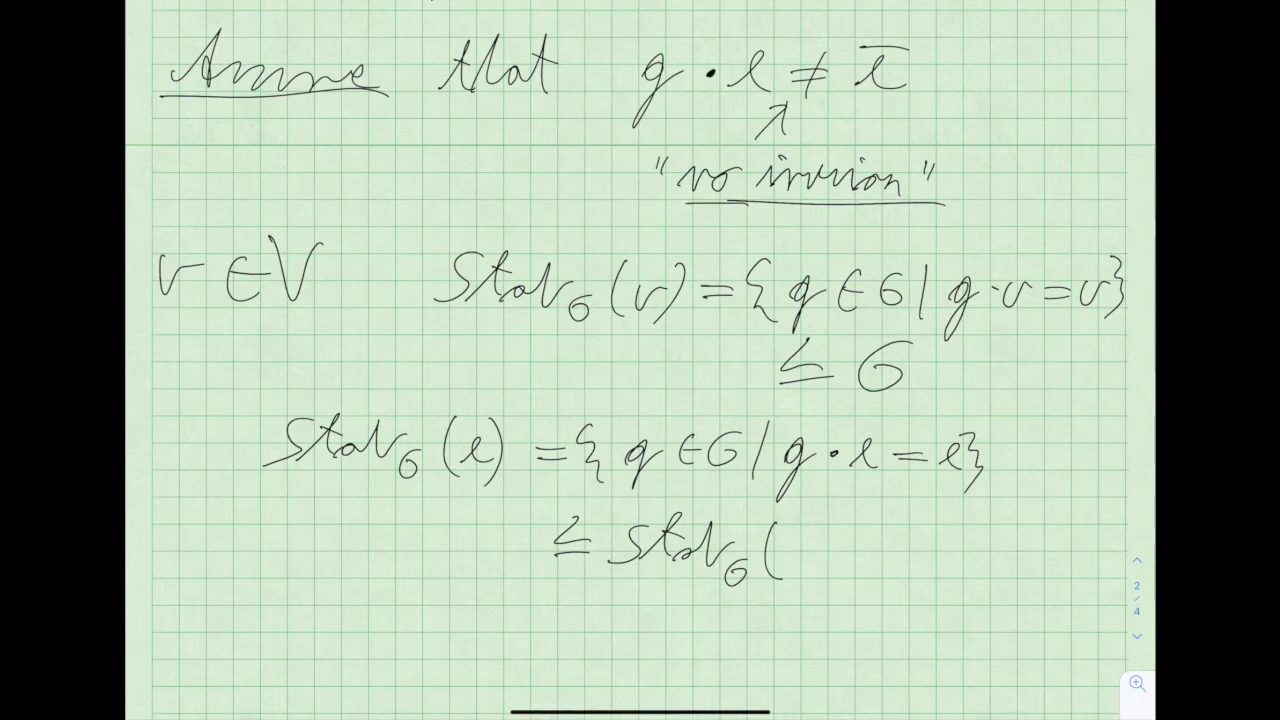 Assume that g · e ≠ ē
↗
"no inversion"
v ∈ V Stab_G (v) = { g ∈ G | g · v = v }
≤ G
Stab_G (e) = { g ∈ G | g · e = e }
≤ Stab_G (
2
/
4